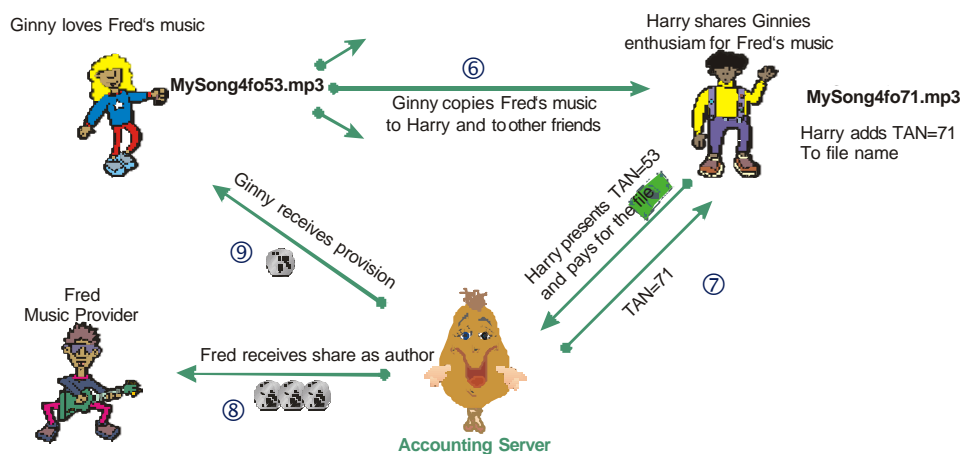 Ginny loves Fred's music
MySong4fo53.mp3
⑥
Ginny copies Fred's music
to Harry and to other friends
Harry shares Ginnies
enthusiam for Fred's music
MySong4fo71.mp3
Harry adds TAN=71
To file name
Harry presents TAN=53
and pays for the file
TAN=71
⑦
Ginny receives provision
⑨
Fred
Music Provider
Fred receives share as author
⑧
Accounting Server